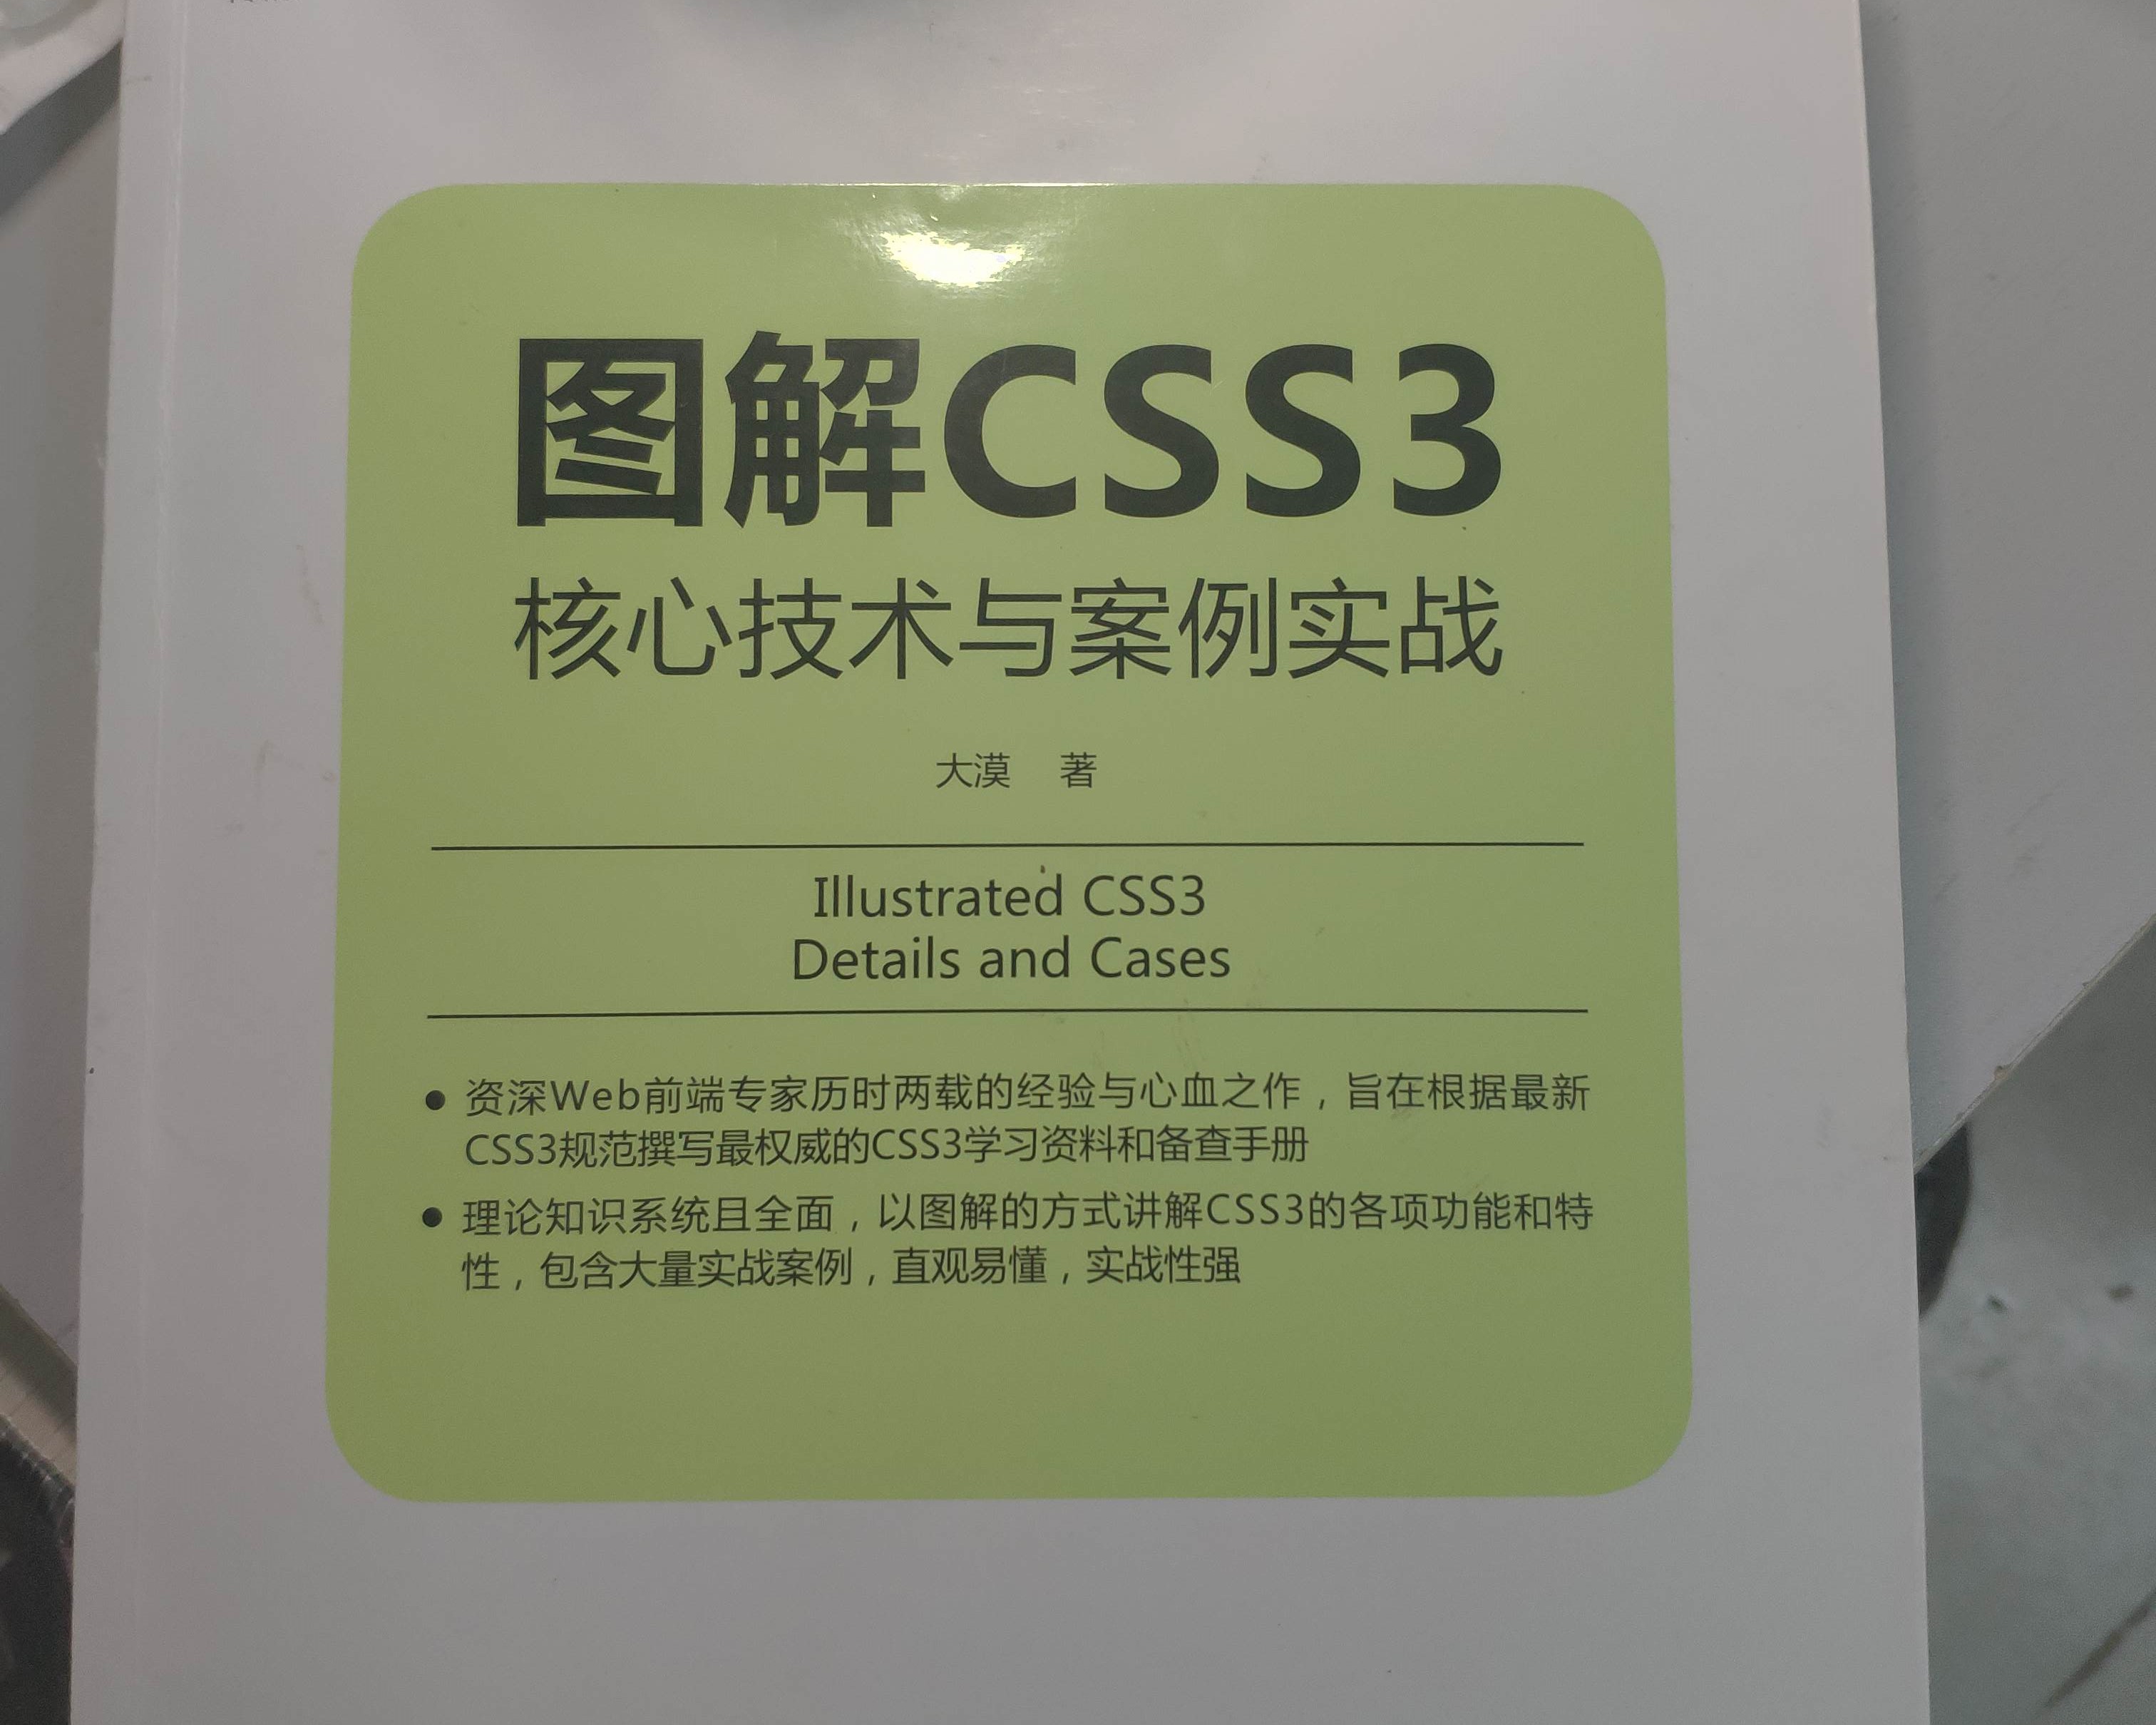 图解CSS3
核心技术与案例实战
大漠 著
Illustrated CSS3
Details and Cases
● 资深Web前端专家历时两载的经验与心血之作，旨在根据最新
CSS3规范撰写最权威的CSS3学习资料和备查手册
● 理论知识系统且全面，以图解的方式讲解CSS3的各项功能和特
性，包含大量实战案例，直观易懂，实战性强